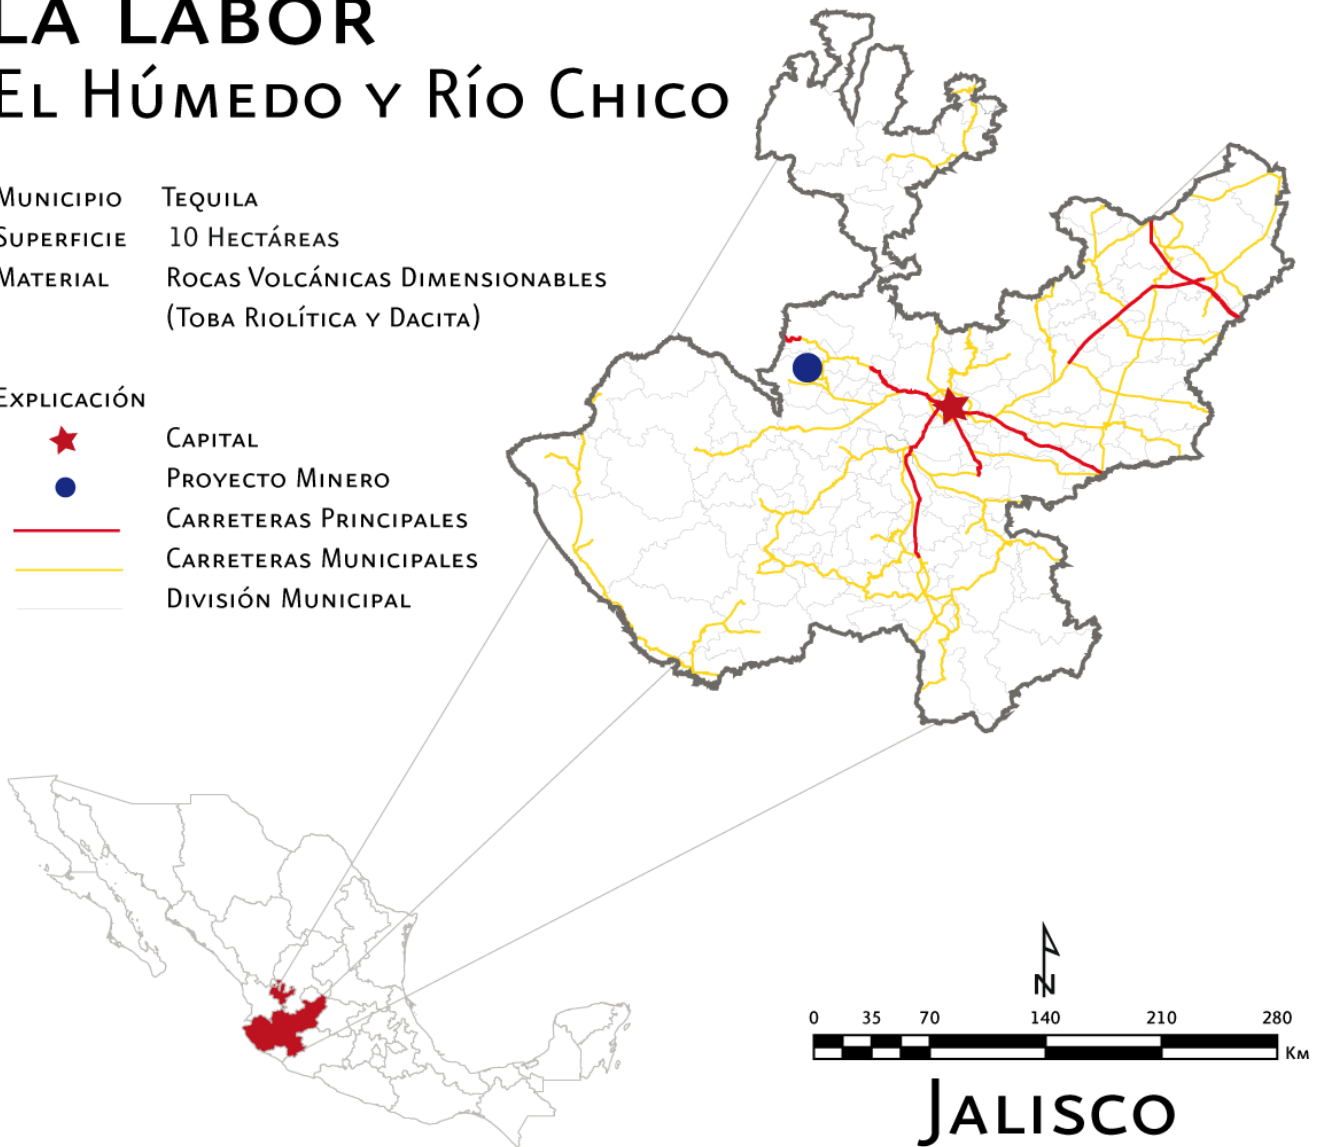 LA LABOR
EL HÚMEDO Y RÍO CHICO
MUNICIPIO TEQUILA
SUPERFICIE 10 HECTÁREAS
MATERIAL ROCAS VOLCÁNICAS DIMENSIONABLES
(TOBA RIOLÍTICA Y DACITA)
EXPLICACIÓN
CAPITAL
PROYECTO MINERO
CARRETERAS PRINCIPALES
CARRETERAS MUNICIPALES
DIVISIÓN MUNICIPAL
N
0 35 70 140 210 280
KM
JALISCO